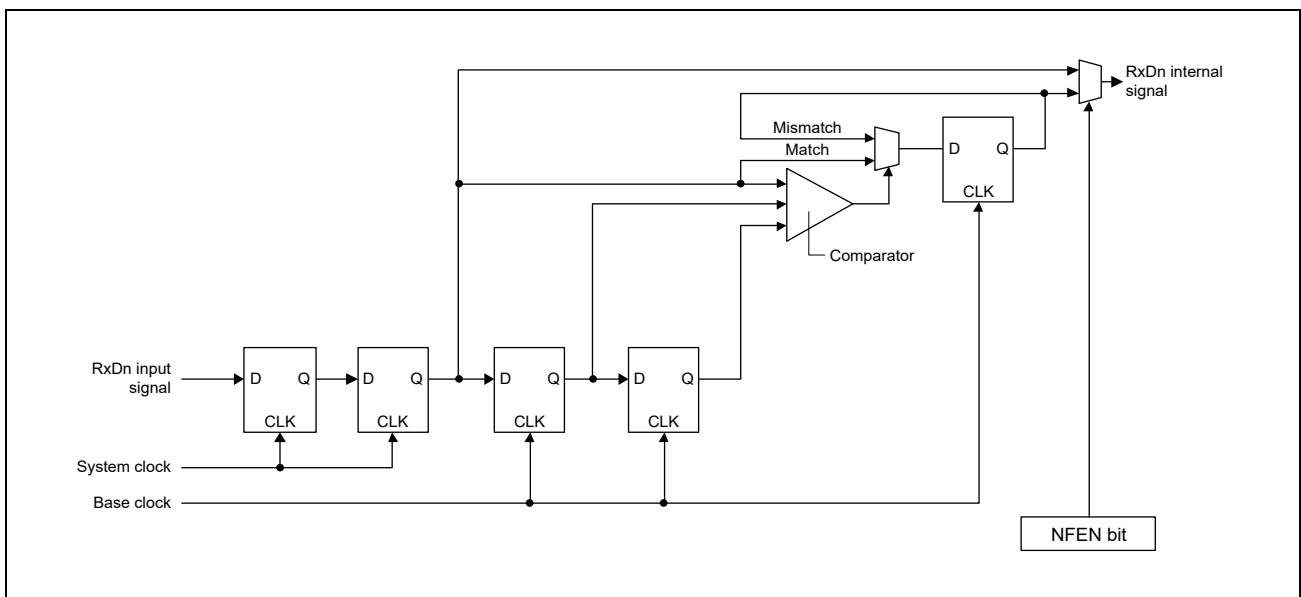 RxDn internal
signal
Mismatch
Match
D Q
CLK
Comparator
RxDn input
signal
D Q D Q D Q D Q
CLK CLK CLK CLK
System clock
Base clock
NFEN bit